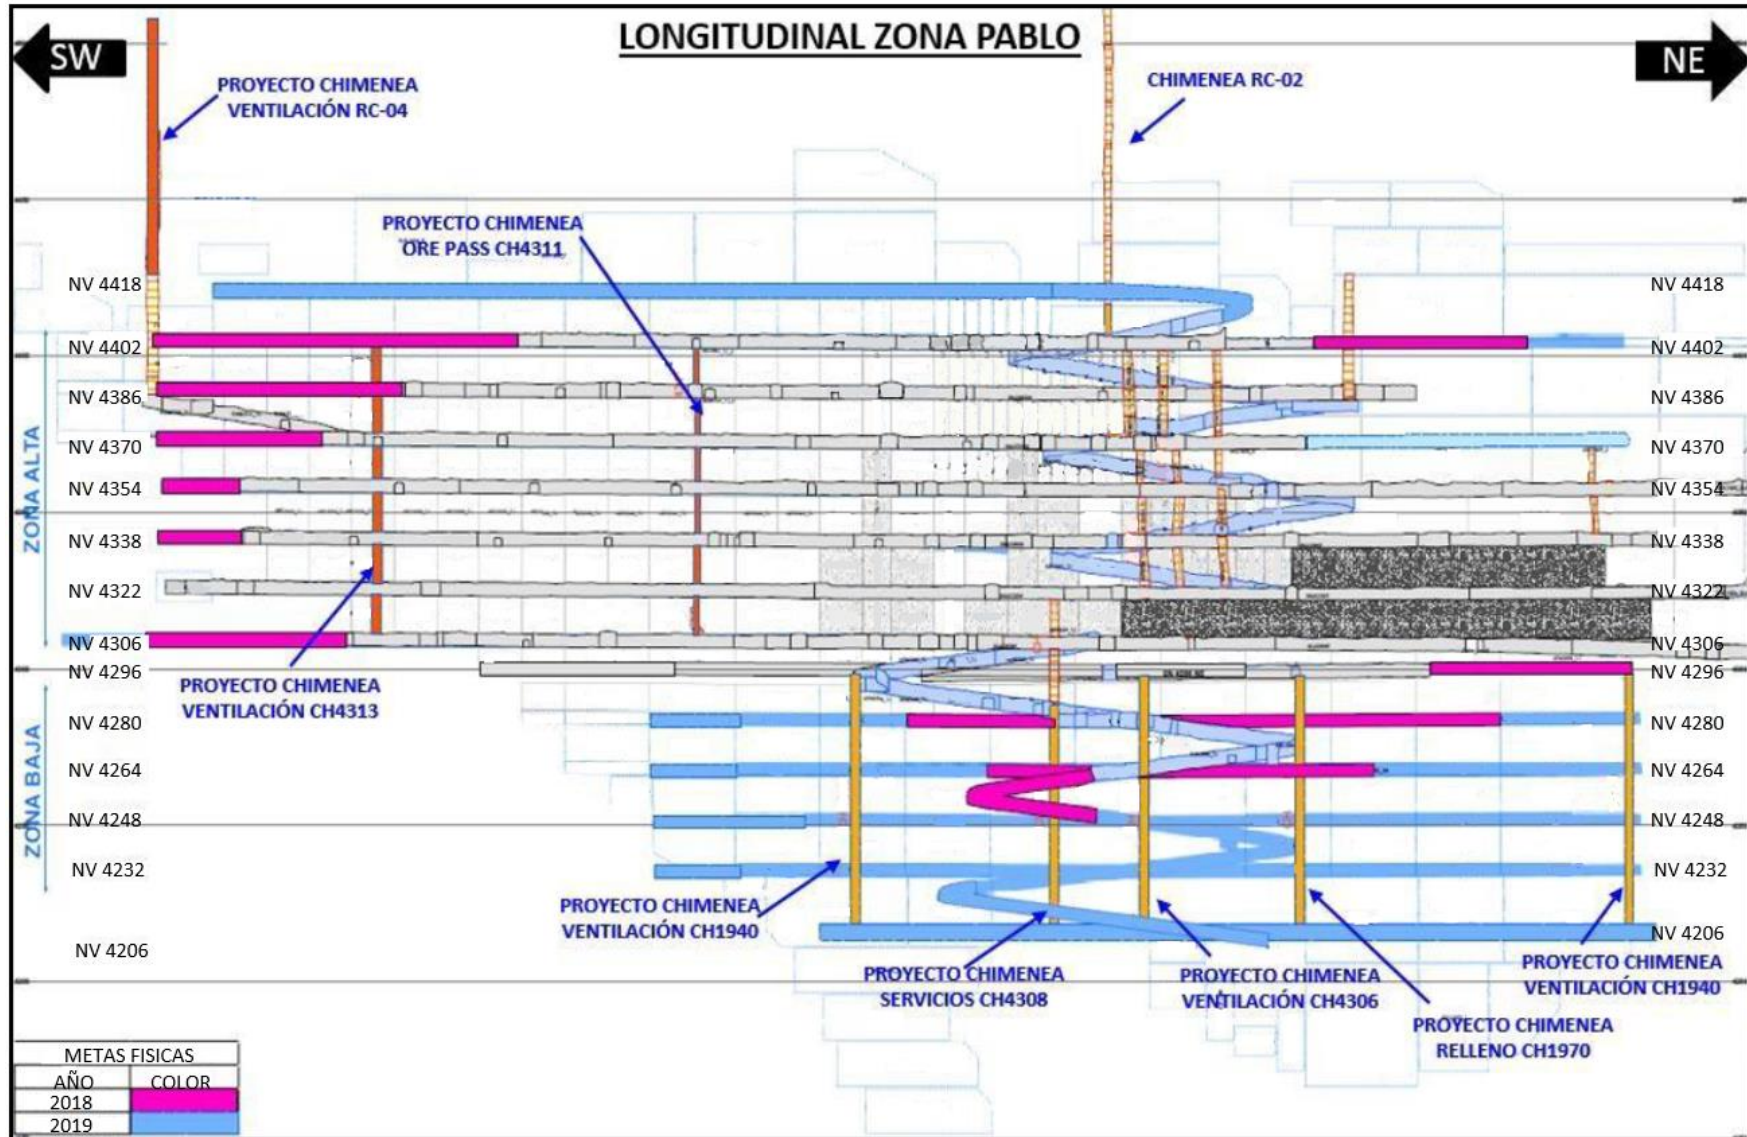 LONGITUDINAL ZONA PABLO
SW
NE
PROYECTO CHIMENEA
VENTILACIÓN RC-04
CHIMENEA RC-02
PROYECTO CHIMENEA
ORE PASS CH4311
NV 4418
NV 4418
NV 4402
NV 4402
NV 4386
NV 4386
NV 4370
NV 4370
ZONA ALTA
NV 4354
NV 4354
NV 4338
NV 4338
NV 4322
NV 4322
NV 4306
NV 4306
NV 4296
NV 4296
PROYECTO CHIMENEA
VENTILACIÓN CH4313
NV 4280
NV 4280
ZONA BAJA
NV 4264
NV 4264
NV 4248
NV 4248
NV 4232
NV 4232
PROYECTO CHIMENEA
VENTILACIÓN CH1940
NV 4206
NV 4206
PROYECTO CHIMENEA
SERVICIOS CH4308
PROYECTO CHIMENEA
VENTILACIÓN CH4306
PROYECTO CHIMENEA
VENTILACIÓN CH1940
PROYECTO CHIMENEA
RELLENO CH1970
METAS FISICAS
AÑO COLOR
2018
2019